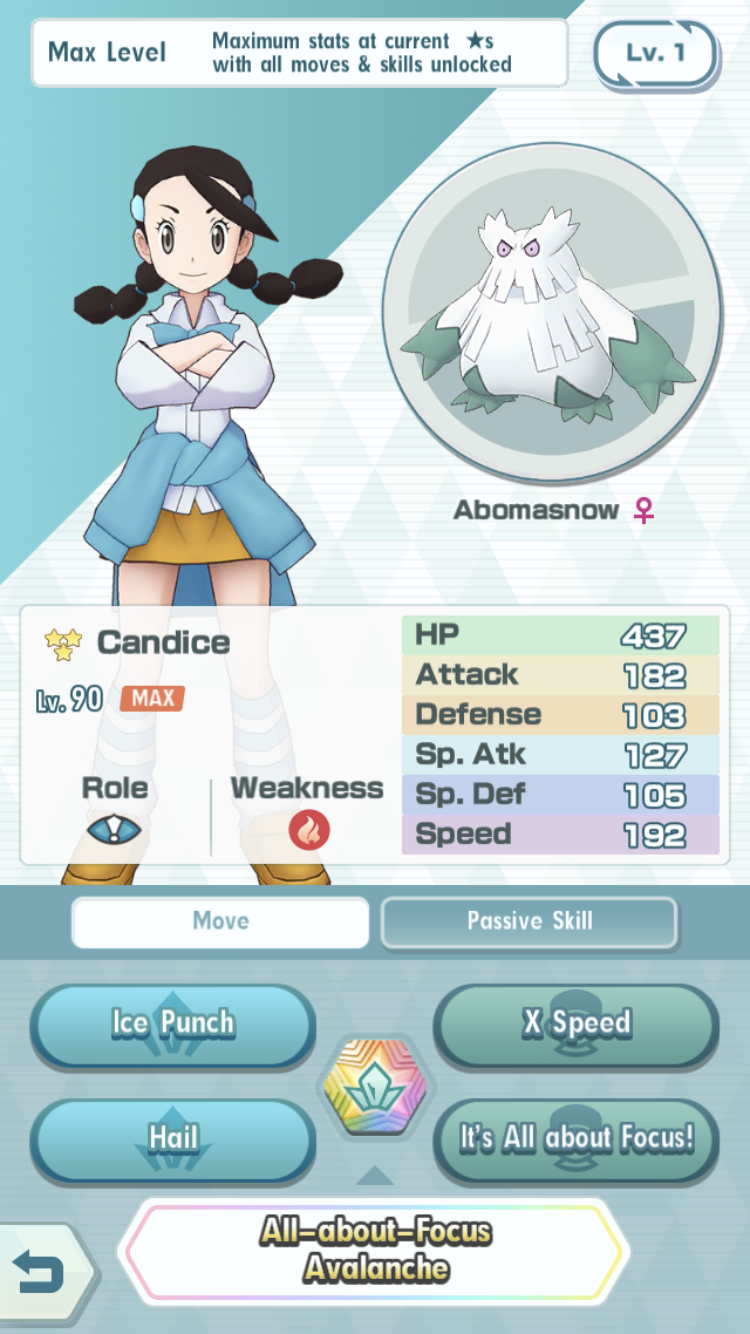 Max Level
Maximum stats at current ★s
with all moves & skills unlocked
Lv. 1
Abomasnow ♀
Candice
Lv. 90 MAX
Role
Weakness
HP 437
Attack 182
Defense 103
Sp. Atk 127
Sp. Def 105
Speed 192
Move
Passive Skill
Ice Punch
X Speed
Hail
It's All about Focus!
All-about-Focus
Avalanche